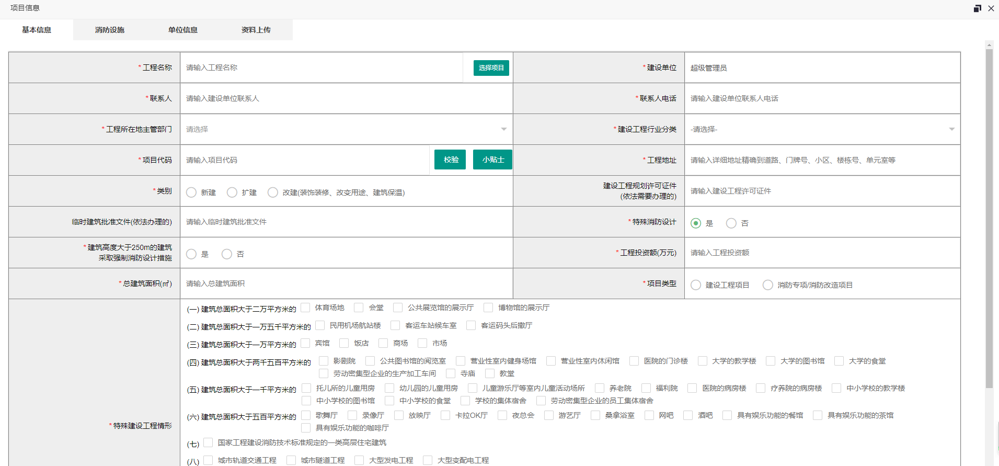 项目信息
基本信息 消防设施 单位信息 资料上传
* 工程名称 请输入工程名称 选择项目 * 建设单位 超级管理员
* 联系人 请输入建设单位联系人 * 联系人电话 请输入建设单位联系人电话
* 工程所在地主管部门 请选择 * 建设工程行业分类 -请选择-
* 项目代码 请输入项目代码 校验 小贴士 * 工程地址 请输入详细地址精确到道路、门牌号、小区、楼栋号、单元室等
* 类别 新建 扩建 改建(装饰装修、改变用途、建筑保温) 建设工程规划许可证件
(依法需要办理的) 请输入建设工程许可证件
临时建筑批准文件(依法办理的) 请输入临时建筑批准文件 * 特殊消防设计 是 否
* 建筑高度大于250m的建筑
采取强制消防设计措施 是 否 * 工程投资额(万元) 请输入工程投资额
* 总建筑面积(㎡) 请输入总建筑面积 * 项目类型 建设工程项目 消防专项/消防改造项目
* 特殊建设工程情形
(一) 建筑总面积大于二万平方米的 体育场地 会堂 公共展览馆的展示厅 博物馆的展示厅
(二) 建筑总面积大于一万五千平方米的 民用机场航站楼 客运车站候车室 客运码头后撤厅
(三) 建筑总面积大于一万平方米的 宾馆 饭店 商场 市场
(四) 建筑总面积大于两千五百平方米的 影剧院 公共图书馆的阅览室 营业性室内健身场馆 营业性室内休闲馆 医院的门诊楼 大学的教学楼 大学的图书馆 大学的食堂
劳动密集型企业的生产加工车间 寺庙 教堂
(五) 建筑总面积大于一千平方米的 托儿所的儿童用房 幼儿园的儿童用房 儿童游乐厅等室内儿童活动场所 养老院 福利院 医院的病房楼 疗养院的病房楼 中小学校的教学楼
中小学校的图书馆 中小学校的食堂 学校的集体宿舍 劳动密集型企业的员工集体宿舍
(六) 建筑总面积大于五百平方米的 歌舞厅 录像厅 放映厅 卡拉OK厅 夜总会 游艺厅 桑拿浴室 网吧 酒吧 具有娱乐功能的餐馆 具有娱乐功能的茶馆
具有娱乐功能的咖啡厅
(七) 国家工程建设消防技术标准规定的一类高层住宅建筑
(八) 城市轨道交通工程 城市隧道工程 大型发电工程 大型变配电工程